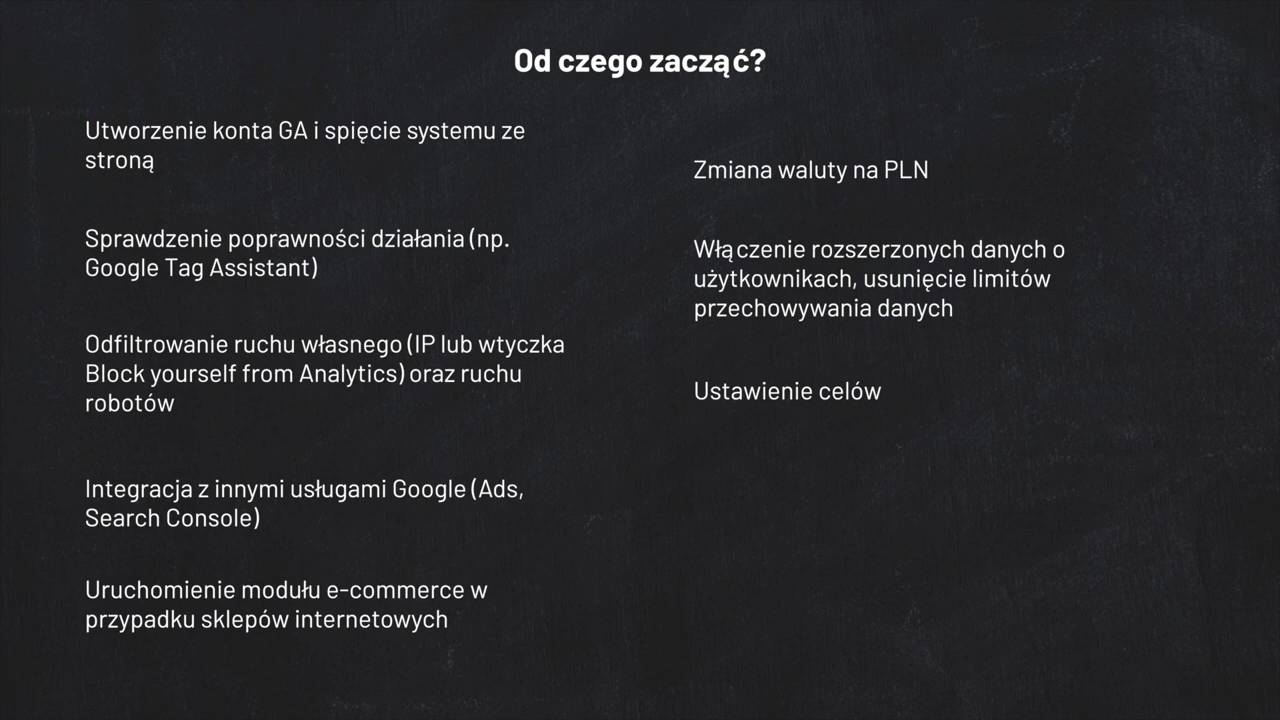 Od czego zacząć?
Utworzenie konta GA i spięcie systemu ze
stroną
Sprawdzenie poprawności działania (np.
Google Tag Assistant)
Odfiltrowanie ruchu własnego (IP lub wtyczka
Block yourself from Analytics) oraz ruchu
robotów
Integracja z innymi usługami Google (Ads,
Search Console)
Uruchomienie modułu e-commerce w
przypadku sklepów internetowych
Zmiana waluty na PLN
Włączenie rozszerzonych danych o
użytkownikach, usunięcie limitów
przechowywania danych
Ustawienie celów